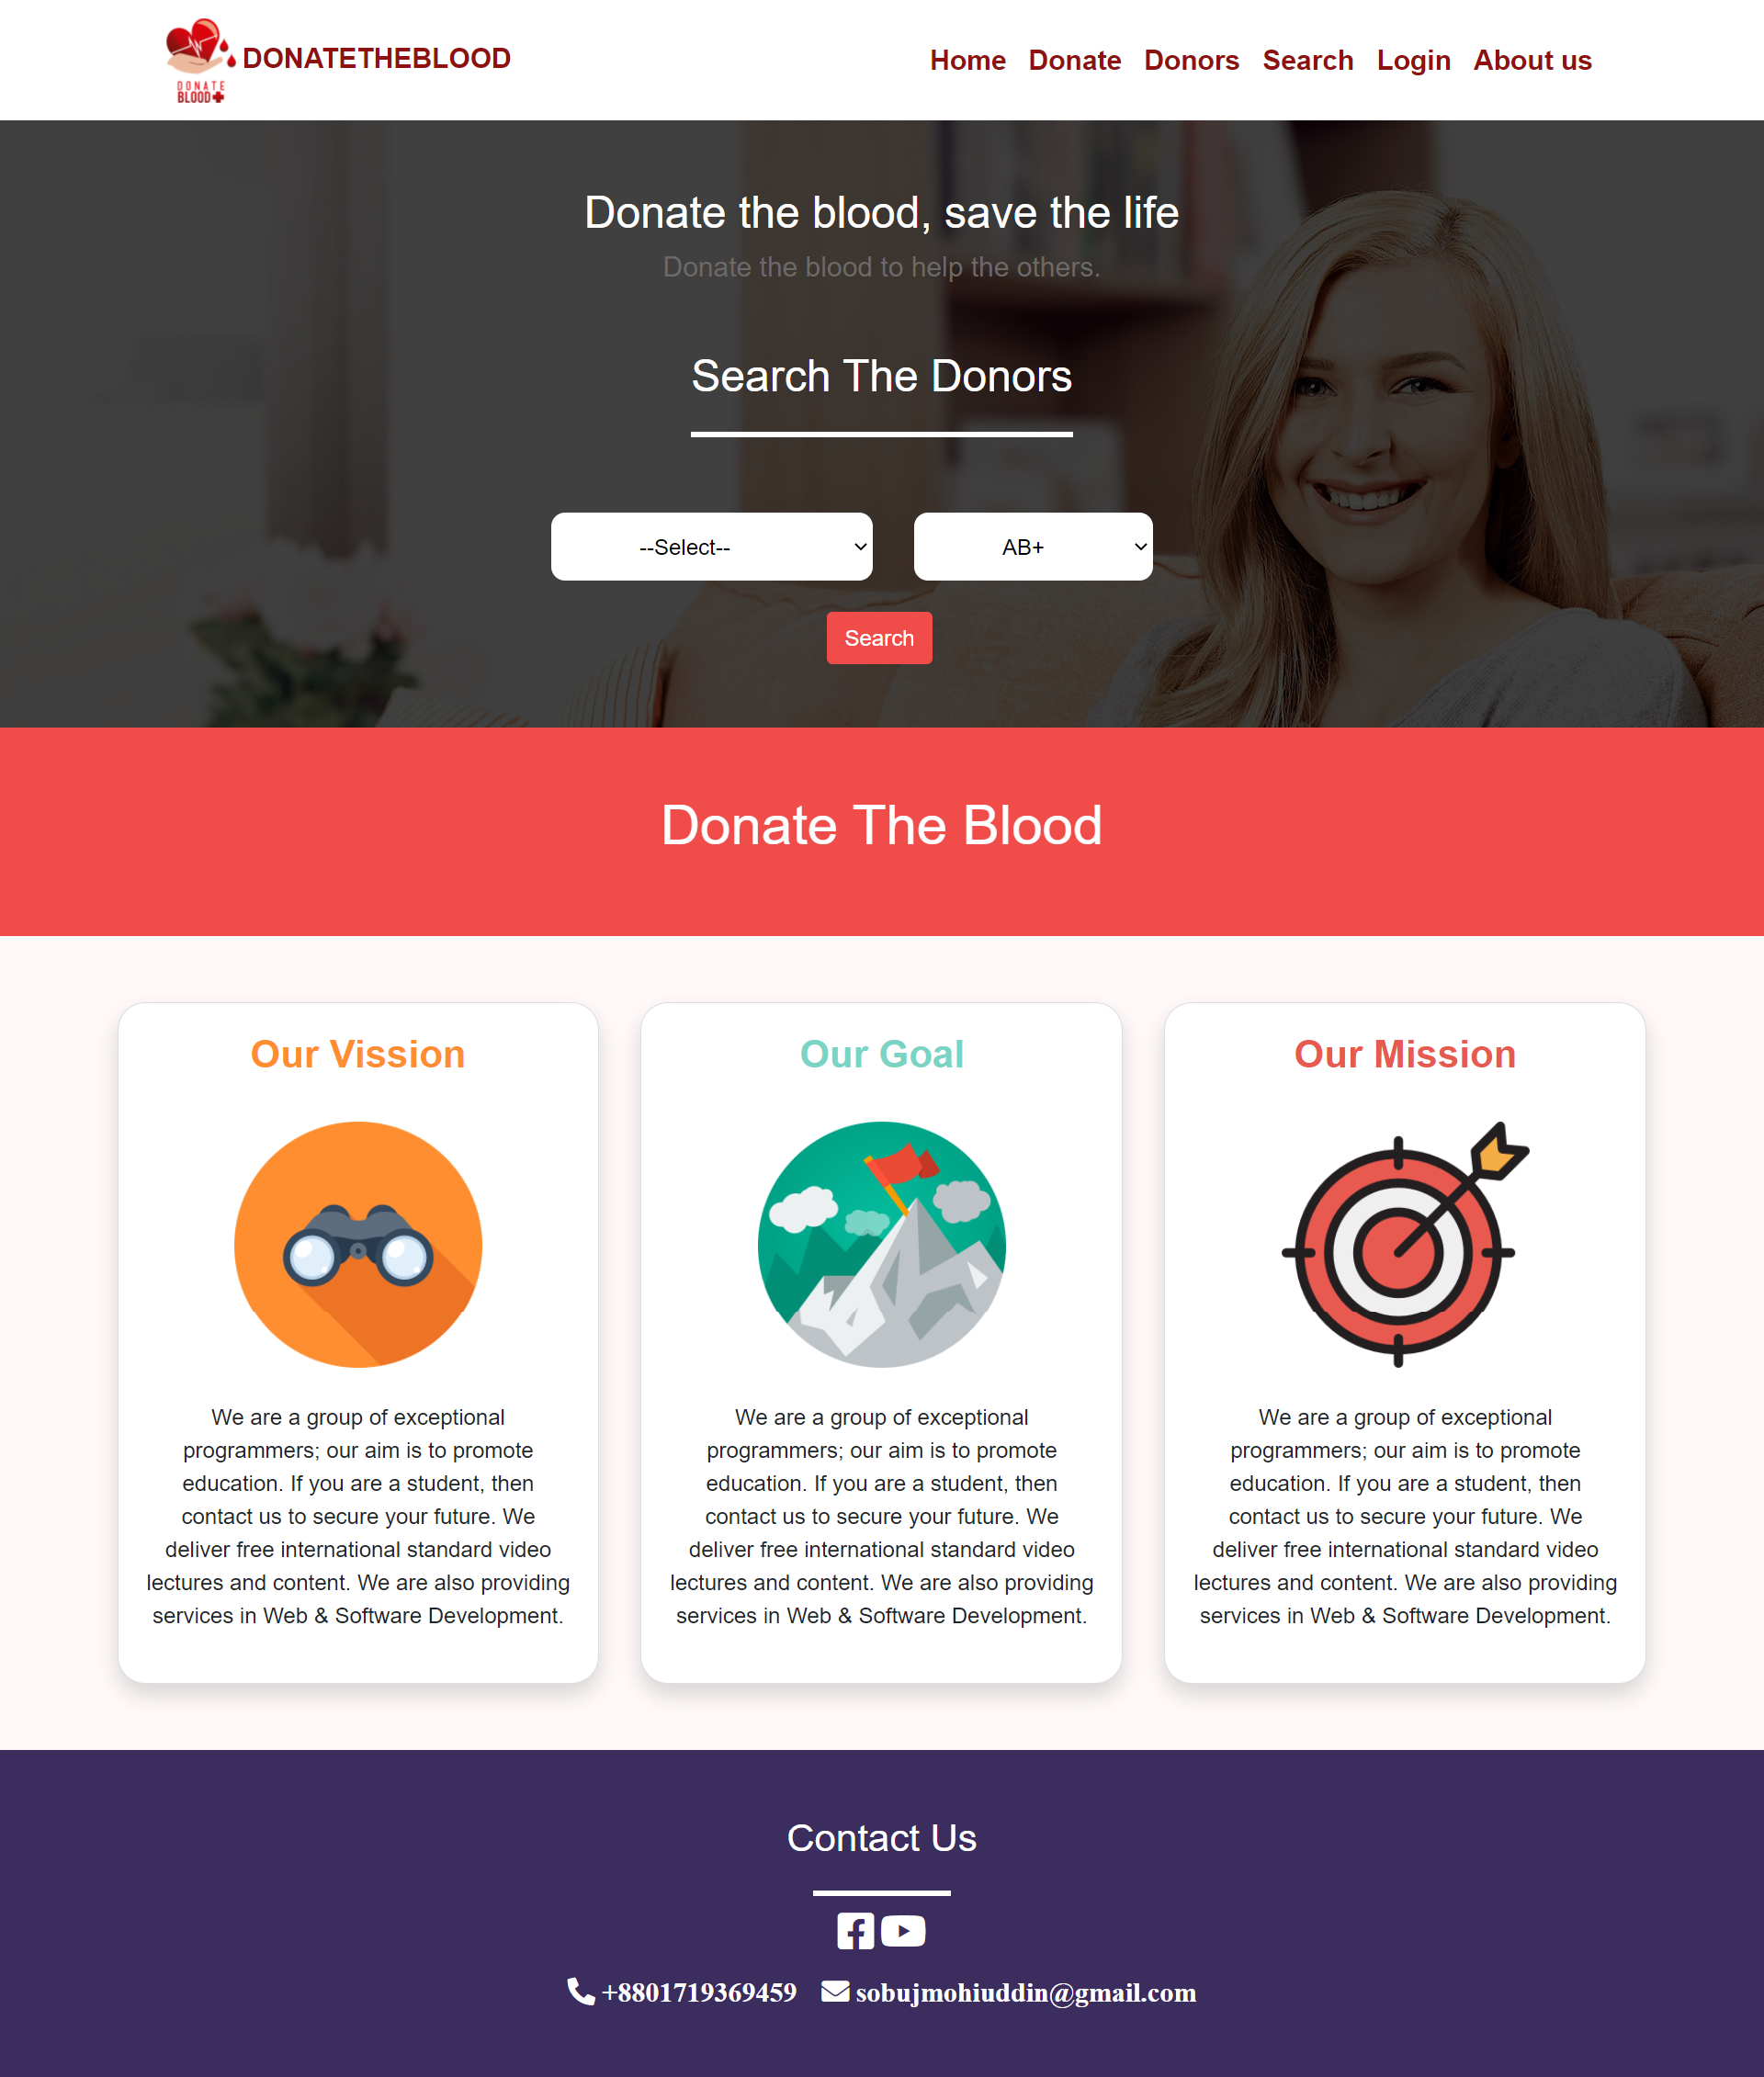 DONATE
BLOOD
DONATETHEBLOOD
Home Donate Donors Search Login About us
Donate the blood, save the life
Donate the blood to help the others.
Search The Donors
--Select-- AB+
Search
Donate The Blood
Our Vission
We are a group of exceptional
programmers; our aim is to promote
education. If you are a student, then
contact us to secure your future. We
deliver free international standard video
lectures and content. We are also providing
services in Web & Software Development.
Our Goal
We are a group of exceptional
programmers; our aim is to promote
education. If you are a student, then
contact us to secure your future. We
deliver free international standard video
lectures and content. We are also providing
services in Web & Software Development.
Our Mission
We are a group of exceptional
programmers; our aim is to promote
education. If you are a student, then
contact us to secure your future. We
deliver free international standard video
lectures and content. We are also providing
services in Web & Software Development.
Contact Us
+8801719369459 sobujmohiuddin@gmail.com